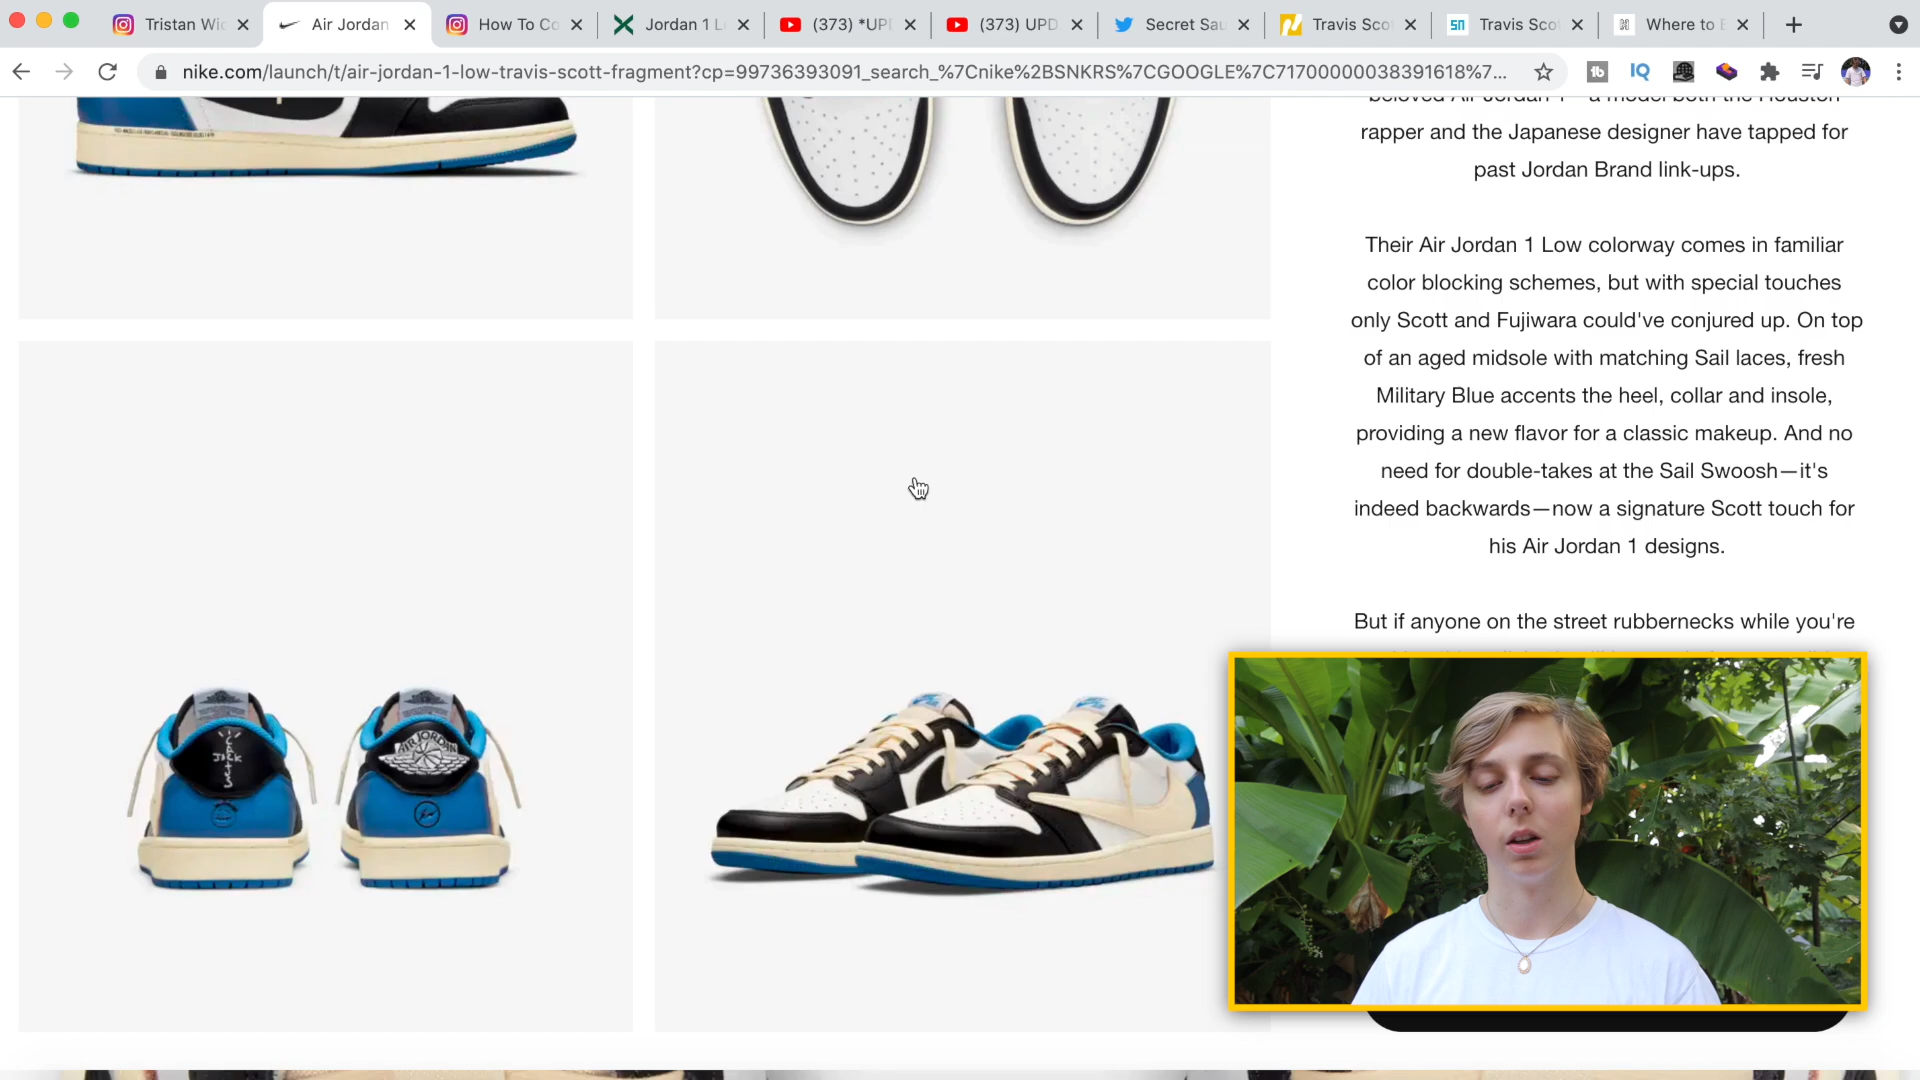 Tristan Wi
Air Jordan
How To Co
Jordan 1 L
(373) *UP
(373) UPD
Secret Sau
Travis Sco
Travis Sco
Where to
nike.com/launch/t/air-jordan-1-low-travis-scott-fragment?cp=99736393091_search_%7Cnike%2BSNKRS%7CGOOGLE%7C71700000038391618%7...
rapper and the Japanese designer have tapped for
past Jordan Brand link-ups.
Their Air Jordan 1 Low colorway comes in familiar
color blocking schemes, but with special touches
only Scott and Fujiwara could've conjured up. On top
of an aged midsole with matching Sail laces, fresh
Military Blue accents the heel, collar and insole,
providing a new flavor for a classic makeup. And no
need for double-takes at the Sail Swoosh—it's
indeed backwards—now a signature Scott touch for
his Air Jordan 1 designs.
But if anyone on the street rubbernecks while you're
AIR JORDAN